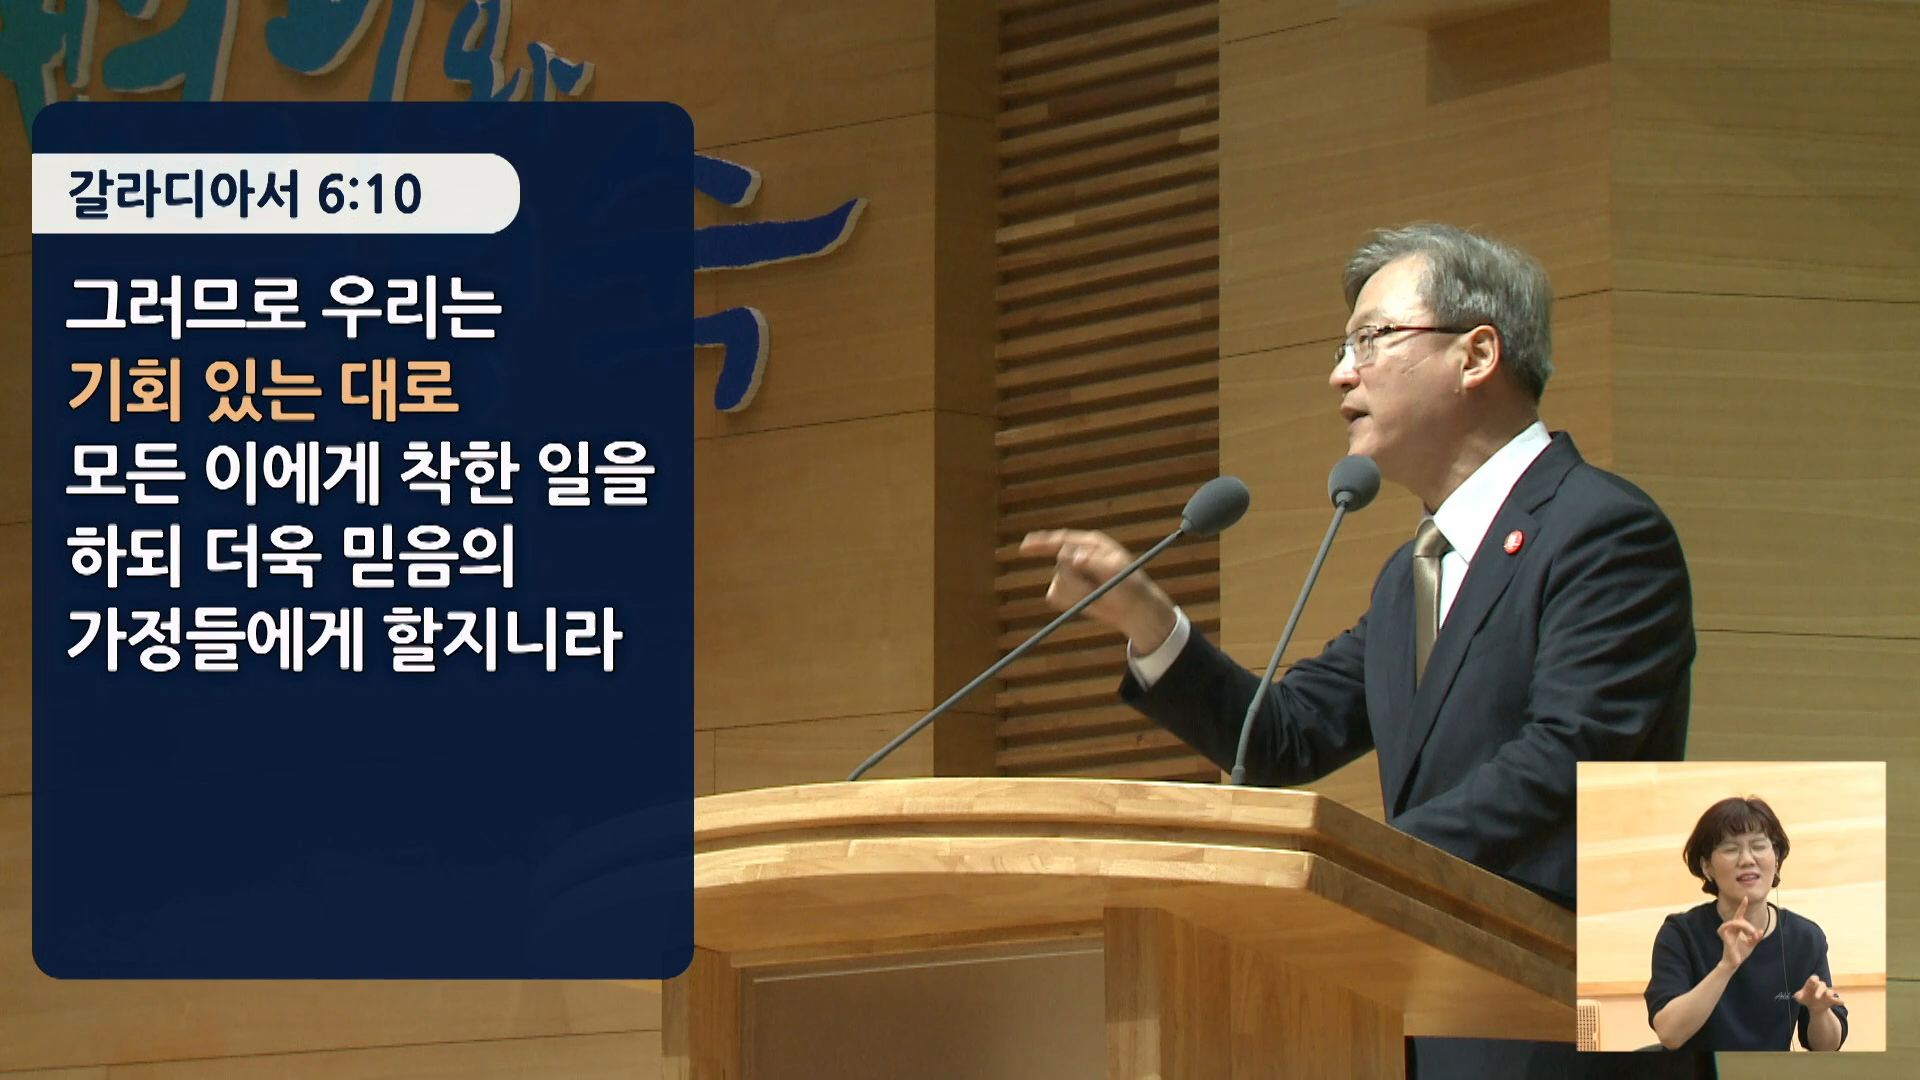 갈라디아서 6:10
그러므로 우리는
기회 있는 대로
모든 이에게 착한 일을
하되 더욱 믿음의
가정들에게 할지니라